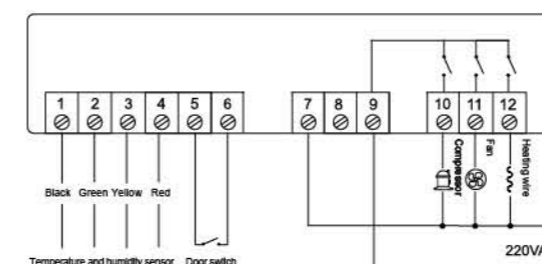 1 2 3 4 5 6 7 8 9 10 11 12
Black Green Yellow Red
Compressor
Fan
Heating wire
220VA
Temperature and humidity sensor Door switch